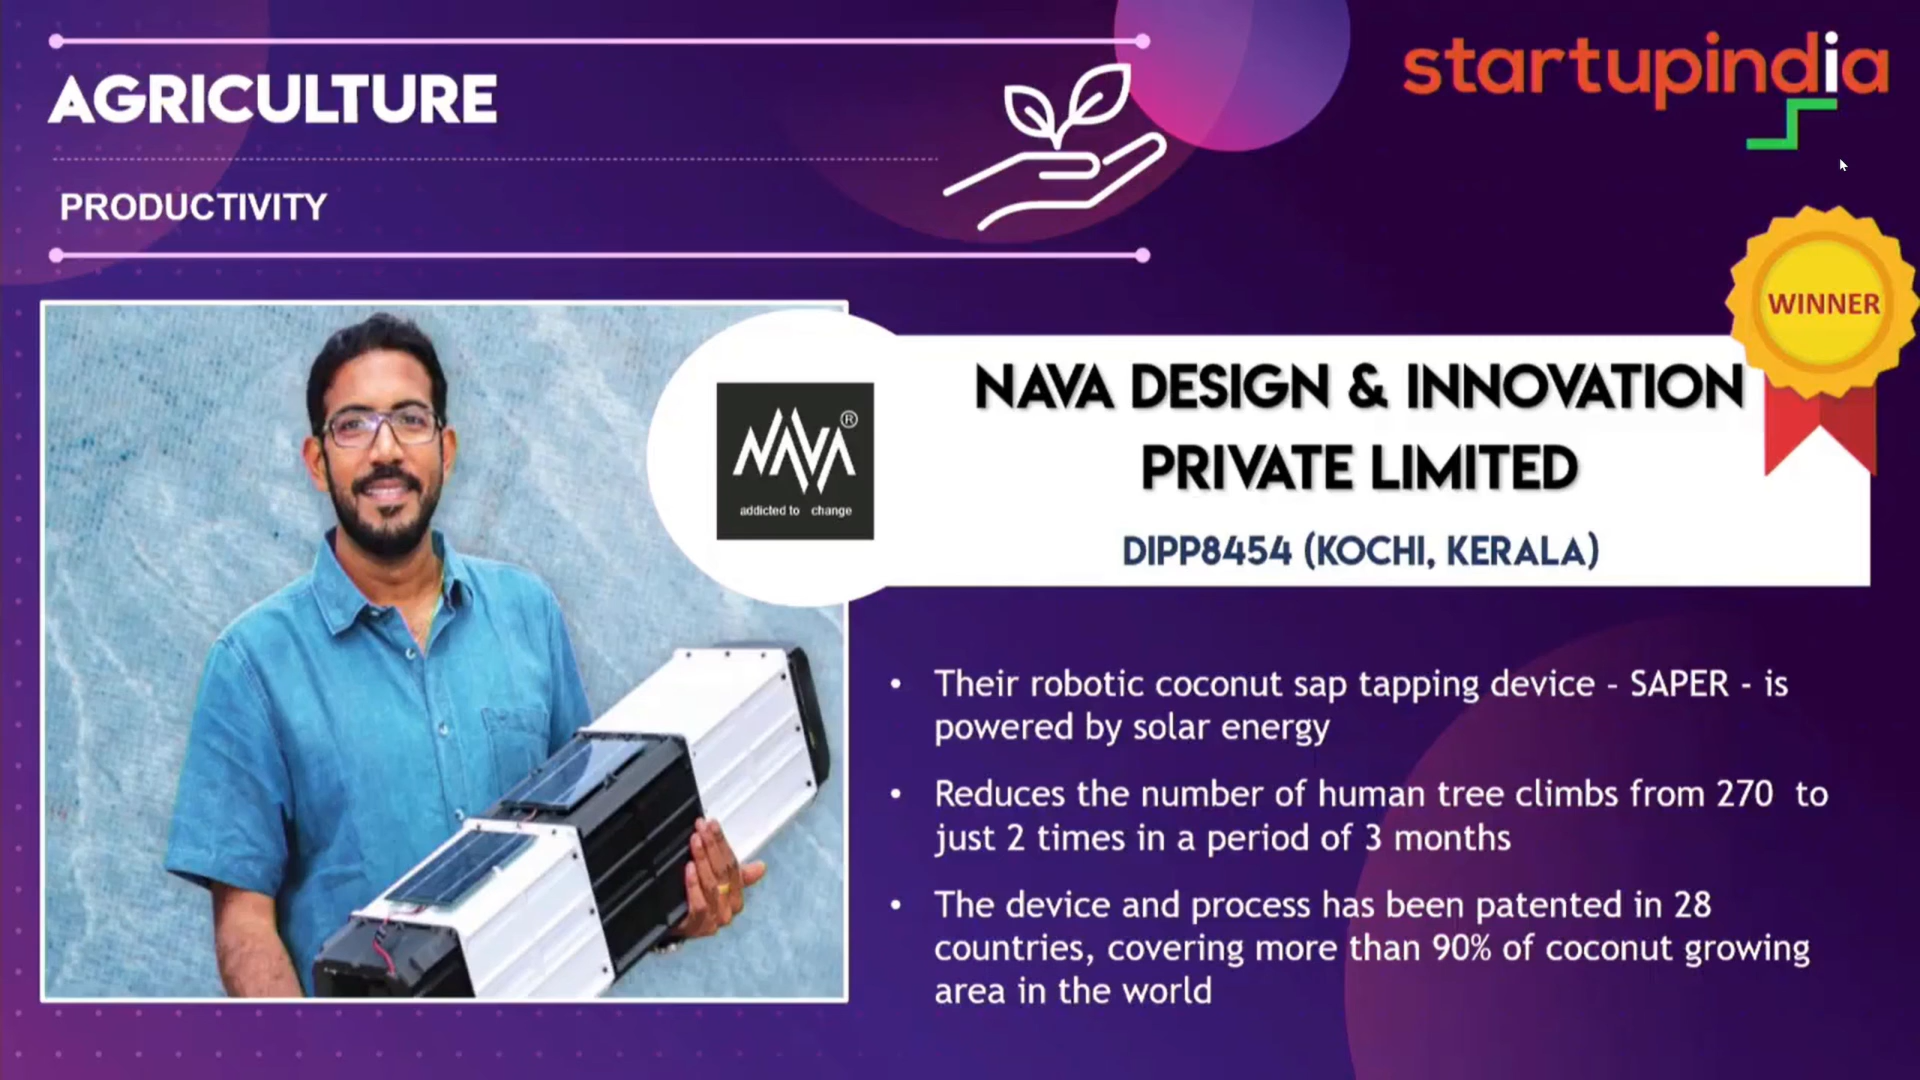 AGRICULTURE
PRODUCTIVITY
startupindia
WINNER
NAVA®
addicted to change
NAVA DESIGN & INNOVATION
PRIVATE LIMITED
DIPP8454 (KOCHI, KERALA)
• Their robotic coconut sap tapping device - SAPER - is
powered by solar energy
• Reduces the number of human tree climbs from 270 to
just 2 times in a period of 3 months
• The device and process has been patented in 28
countries, covering more than 90% of coconut growing
area in the world